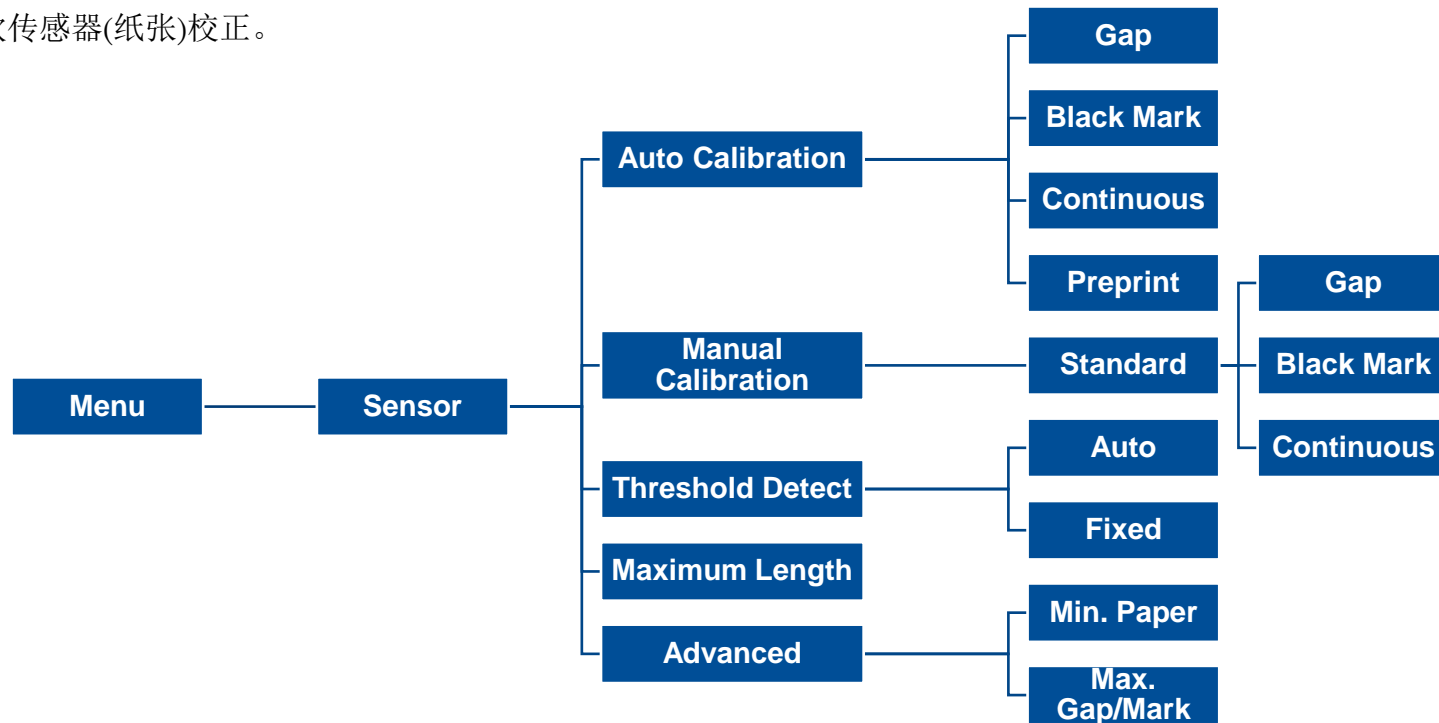 次传感器(纸张)校正。
Gap
Black Mark
Auto Calibration
Continuous
Preprint
Gap
Manual
Calibration
Standard
Black Mark
Menu
Sensor
Auto
Continuous
Threshold Detect
Fixed
Maximum Length
Min. Paper
Advanced
Max.
Gap/Mark